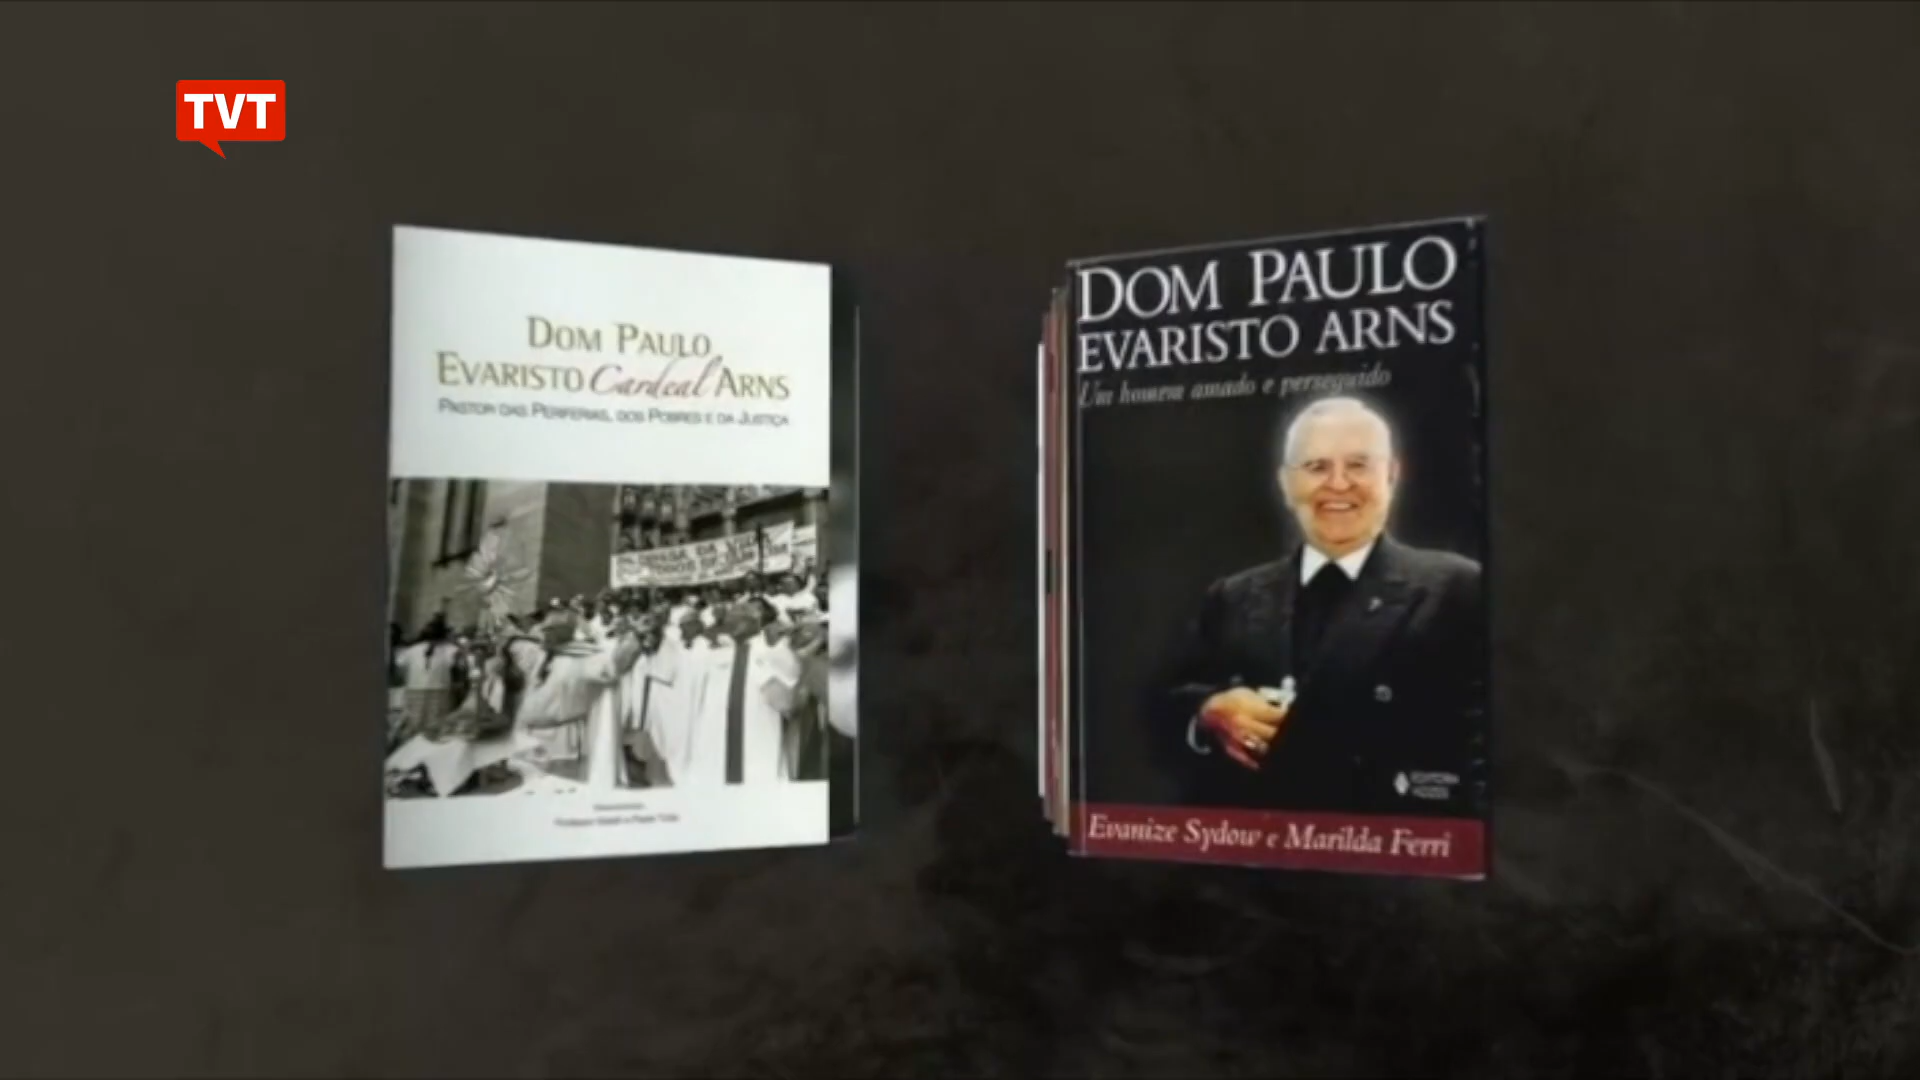 TVT
DOM PAULO
EVARISTO Cardeal ARNS
PASTOR DAS PERIFERIAS, DOS POBRES E DA JUSTIÇA
DOM PAULO
EVARISTO ARNS
Um homem amado e perseguido
EDITORA
Evanize Sydow e Marilda Ferri